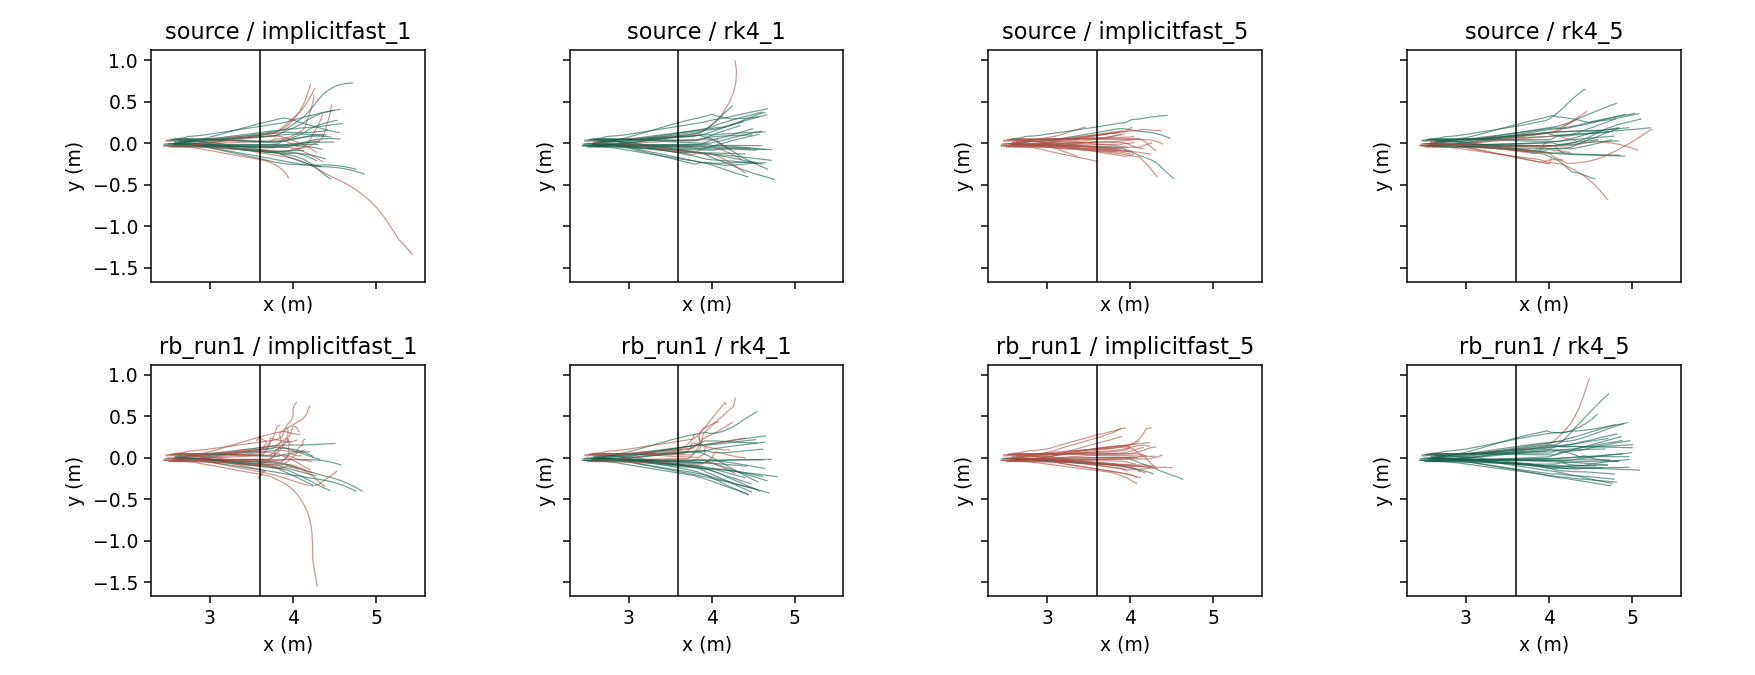 source / implicitfast_1
source / rk4_1
source / implicitfast_5
source / rk4_5
1.0
0.5
0.0
−0.5
−1.0
−1.5
y (m)
y (m)
y (m)
y (m)
x (m)
x (m)
x (m)
x (m)
rb_run1 / implicitfast_1
rb_run1 / rk4_1
rb_run1 / implicitfast_5
rb_run1 / rk4_5
1.0
0.5
0.0
−0.5
−1.0
−1.5
y (m)
y (m)
y (m)
y (m)
3 4 5
3 4 5
3 4 5
3 4 5
x (m)
x (m)
x (m)
x (m)